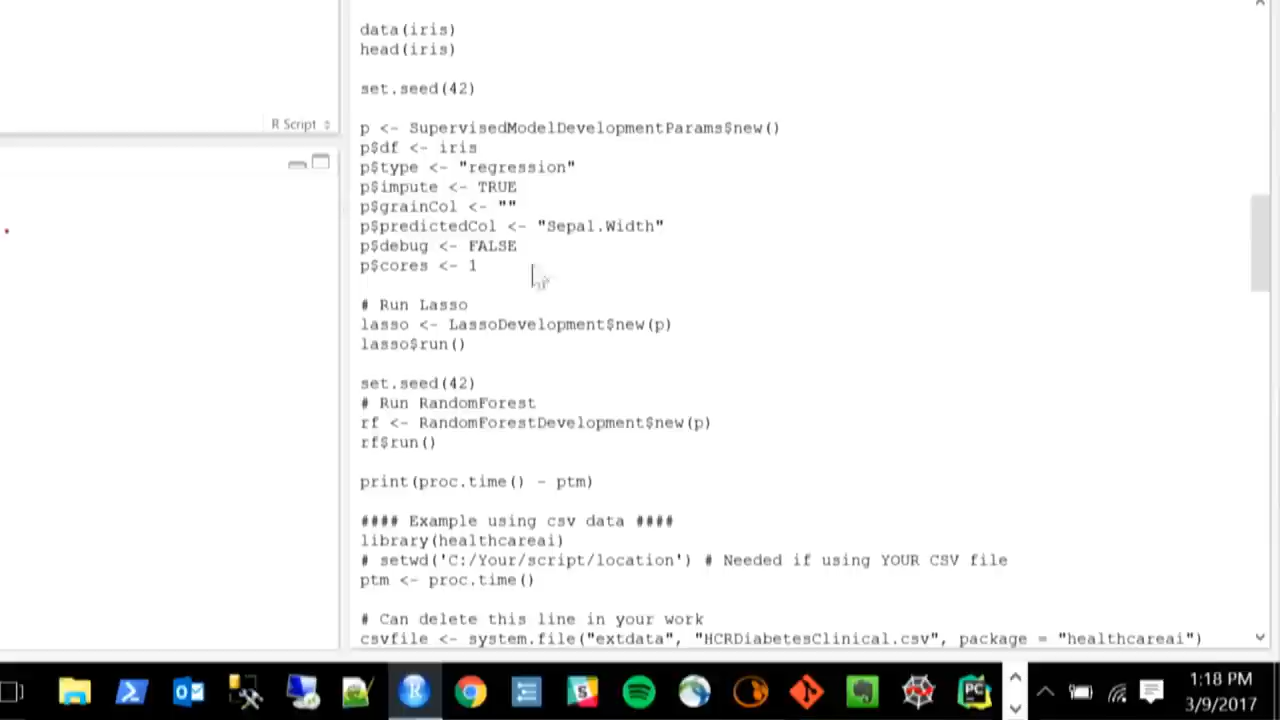 data(iris)
head(iris)
set.seed(42)
R Script
p <- SupervisedModelDevelopmentParams$new()
p$df <- iris
p$type <- "regression"
p$impute <- TRUE
p$grainCol <- ""
p$predictedCol <- "Sepal.Width"
p$debug <- FALSE
p$cores <- 1
# Run Lasso
lasso <- LassoDevelopment$new(p)
lasso$run()
set.seed(42)
# Run RandomForest
rf <- RandomForestDevelopment$new(p)
rf$run()
print(proc.time() - ptm)
#### Example using csv data ####
library(healthcareai)
# setwd('C:/Your/script/location') # Needed if using YOUR CSV file
ptm <- proc.time()
# Can delete this line in your work
csvfile <- system.file("extdata", "HCRDiabetesClinical.csv", package = "healthcareai")
1:18 PM
3/9/2017